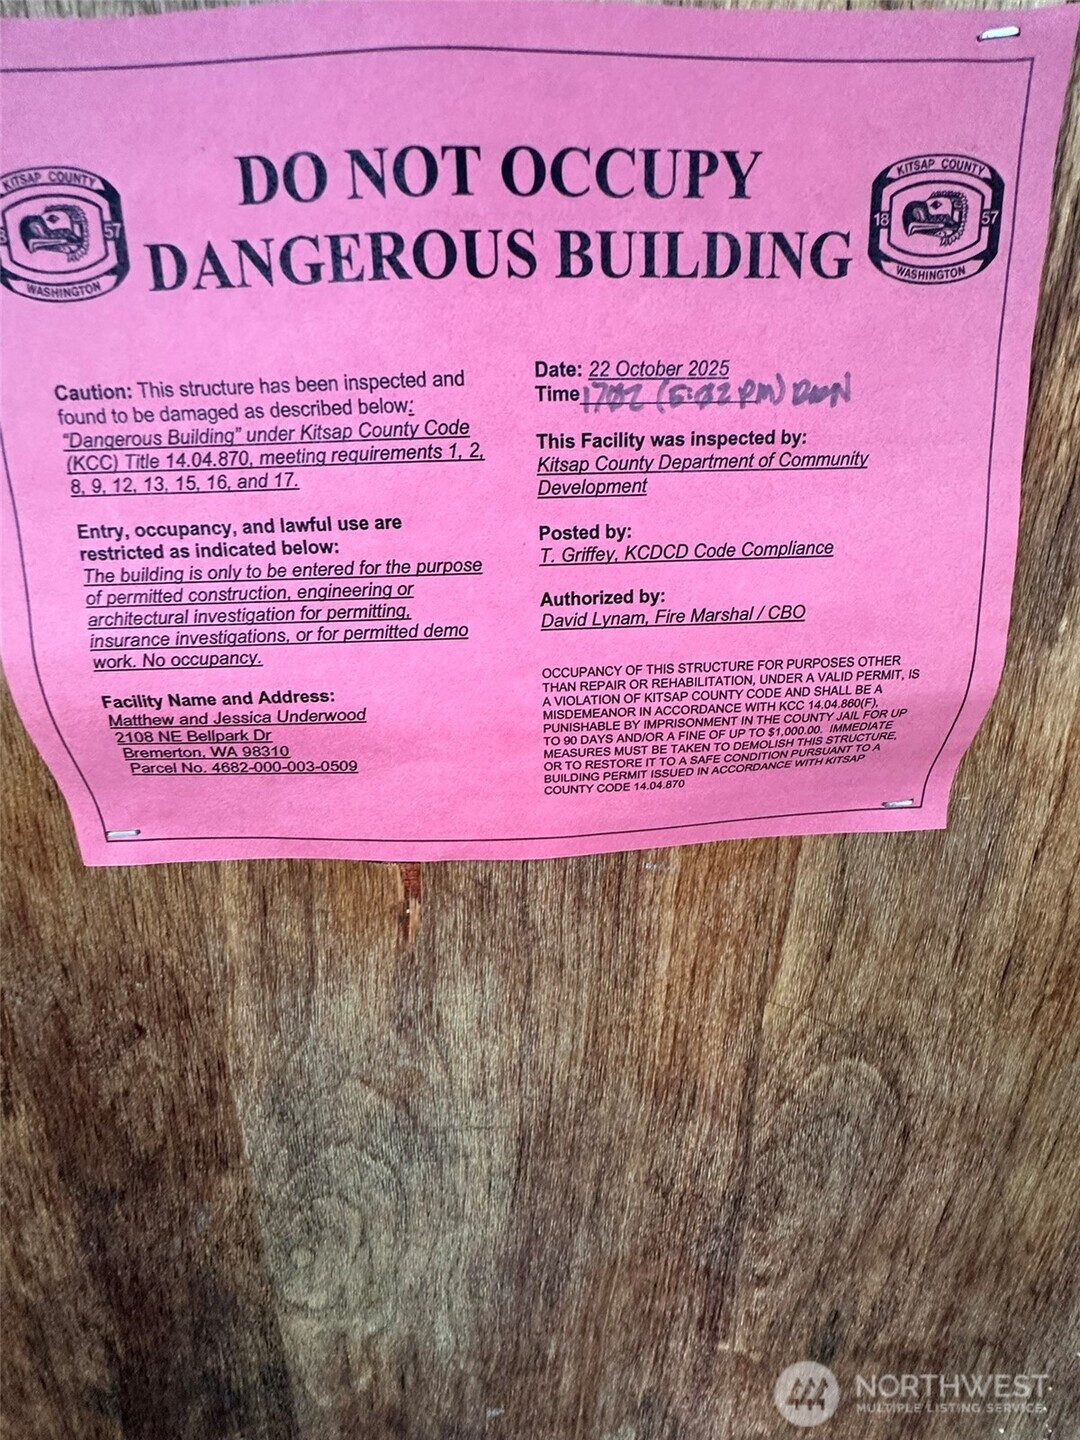 DO NOT OCCUPY
DANGEROUS BUILDING
KITSAP COUNTY
57
WASHINGTON
KITSAP COUNTY
18 57
WASHINGTON
Caution: This structure has been inspected and
found to be damaged as described below:
"Dangerous Building" under Kitsap County Code
(KCC) Title 14.04.870, meeting requirements 1, 2,
8, 9, 12, 13, 15, 16, and 17.
Entry, occupancy, and lawful use are
restricted as indicated below:
The building is only to be entered for the purpose
of permitted construction, engineering or
architectural investigation for permitting,
insurance investigations, or for permitted demo
work. No occupancy.
Facility Name and Address:
Matthew and Jessica Underwood
2108 NE Bellpark Dr
Bremerton, WA 98310
Parcel No. 4682-000-003-0509
Date: 22 October 2025
Time 1702 (5:02 PM)
This Facility was inspected by:
Kitsap County Department of Community
Development
Posted by:
T. Griffey, KCDCD Code Compliance
Authorized by:
David Lynam, Fire Marshal / CBO
OCCUPANCY OF THIS STRUCTURE FOR PURPOSES OTHER
THAN REPAIR OR REHABILITATION, UNDER A VALID PERMIT, IS
A VIOLATION OF KITSAP COUNTY CODE AND SHALL BE A
MISDEMEANOR IN ACCORDANCE WITH KCC 14.04.860(F),
PUNISHABLE BY IMPRISONMENT IN THE COUNTY JAIL FOR UP
TO 90 DAYS AND/OR A FINE OF UP TO $1,000.00. IMMEDIATE
MEASURES MUST BE TAKEN TO DEMOLISH THIS STRUCTURE,
OR TO RESTORE IT TO A SAFE CONDITION PURSUANT TO A
BUILDING PERMIT ISSUED IN ACCORDANCE WITH KITSAP
COUNTY CODE 14.04.870
NORTHWEST
MULTIPLE LISTING SERVICE